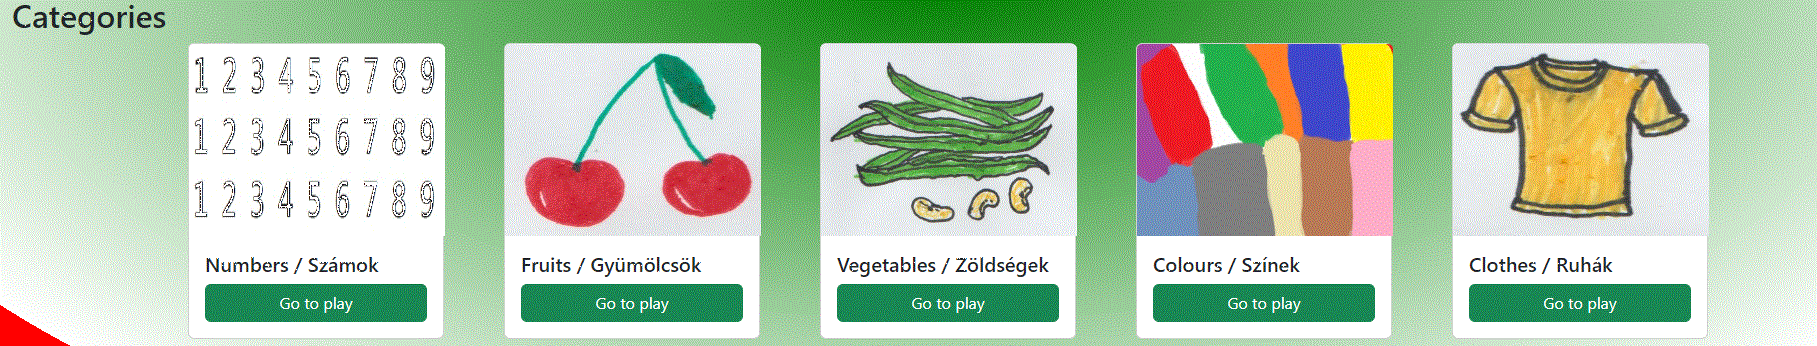 Categories
1 2 3 4 5 6 7 8 9
1 2 3 4 5 6 7 8 9
1 2 3 4 5 6 7 8 9
Numbers / Számok
Go to play
Fruits / Gyümölcsök
Go to play
Vegetables / Zöldségek
Go to play
Colours / Színek
Go to play
Clothes / Ruhák
Go to play